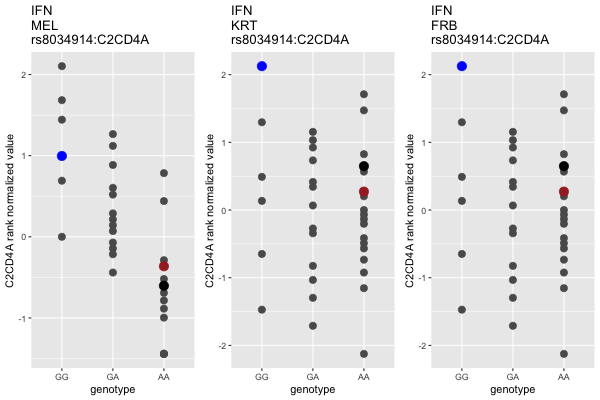 IFN
MEL
rs8034914:C2CD4A
C2CD4A rank normalized value
2
1
0
-1
GG GA AA
genotype
IFN
KRT
rs8034914:C2CD4A
C2CD4A rank normalized value
2
1
0
-1
-2
GG GA AA
genotype
IFN
FRB
rs8034914:C2CD4A
C2CD4A rank normalized value
2
1
0
-1
-2
GG GA AA
genotype